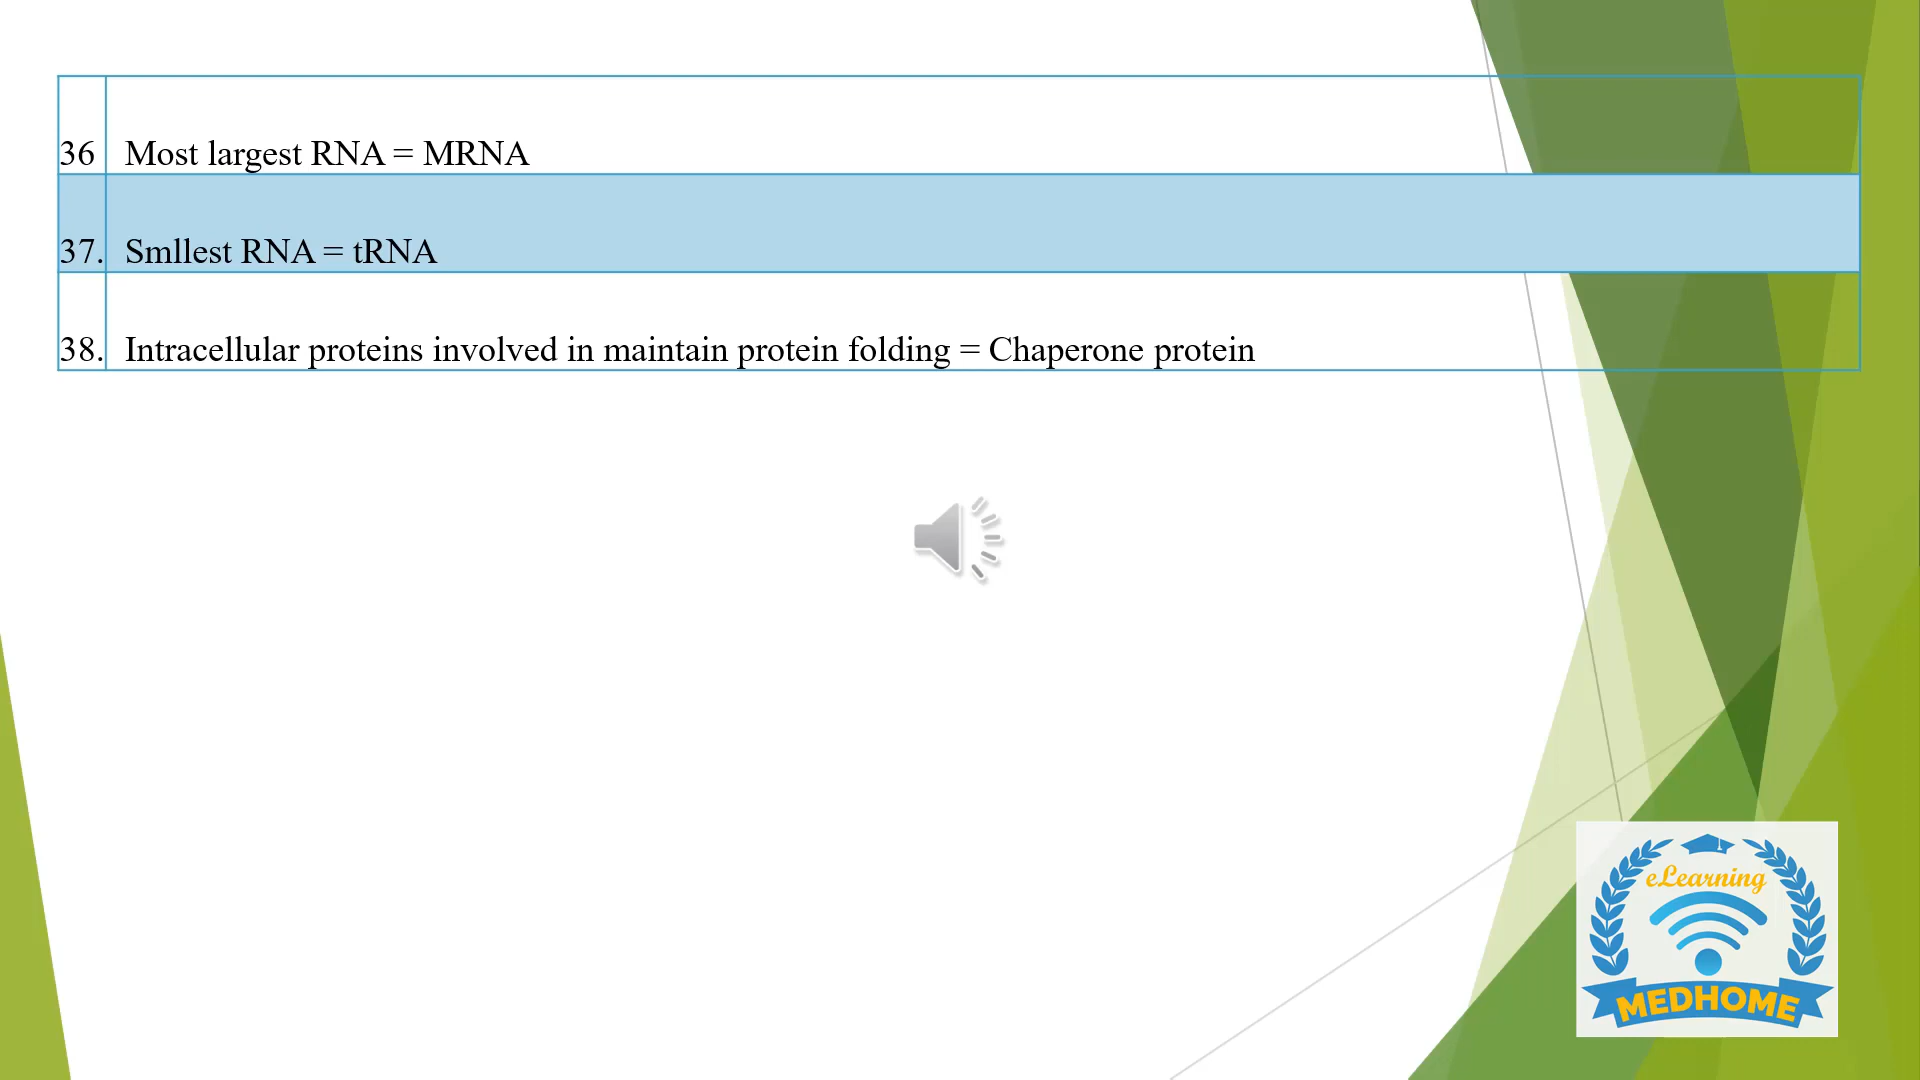 36 Most largest RNA = MRNA
37. Smllest RNA = tRNA
38. Intracellular proteins involved in maintain protein folding = Chaperone protein
eLearning
MEDHOME